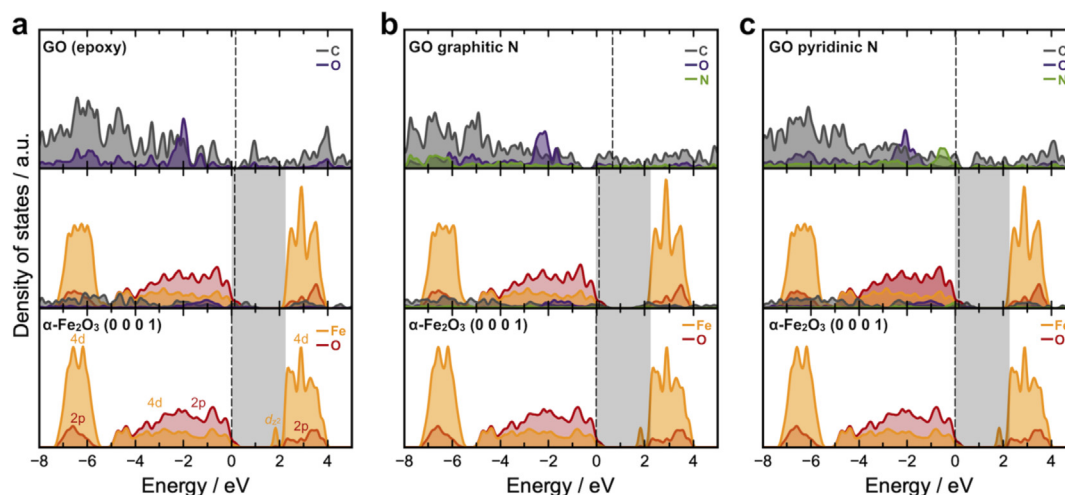 a
GO (epoxy)
C
O
b
GO graphitic N
C
O
N
c
GO pyridinic N
C
O
N
Density of states / a.u.
α-Fe₂O₃ (0 0 0 1)
Fe
O
4d
2p
4d
2p
d_z²
4d
2p
α-Fe₂O₃ (0 0 0 1)
Fe
O
α-Fe₂O₃ (0 0 0 1)
Fe
O
−8 −6 −4 −2 0 2 4
−8 −6 −4 −2 0 2 4
−8 −6 −4 −2 0 2 4
Energy / eV
Energy / eV
Energy / eV